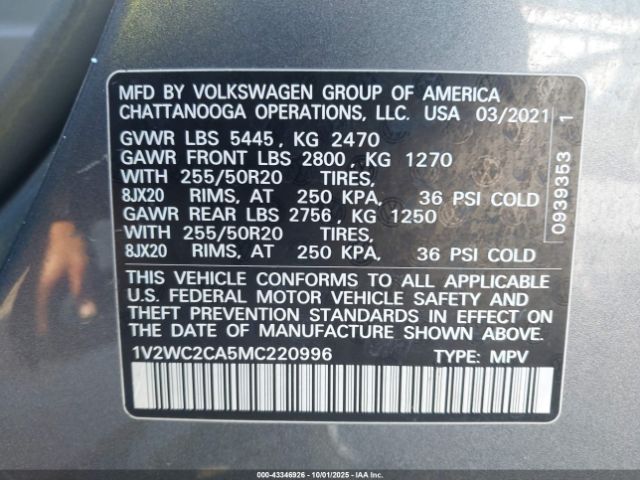 MFD BY VOLKSWAGEN GROUP OF AMERICA
CHATTANOOGA OPERATIONS, LLC. USA 03/2021
GVWR LBS 5445, KG 2470
GAWR FRONT LBS 2800, KG 1270
WITH 255/50R20 TIRES,
8JX20 RIMS, AT 250 KPA, 36 PSI COLD
GAWR REAR LBS 2756, KG 1250
WITH 255/50R20 TIRES,
8JX20 RIMS, AT 250 KPA, 36 PSI COLD
0939353 1
THIS VEHICLE CONFORMS TO ALL APPLICABLE
U.S. FEDERAL MOTOR VEHICLE SAFETY AND
THEFT PREVENTION STANDARDS IN EFFECT ON
THE DATE OF MANUFACTURE SHOWN ABOVE.
1V2WC2CA5MC220996 TYPE: MPV
000-43346926 - 10/01/2025 - IAAI.COM